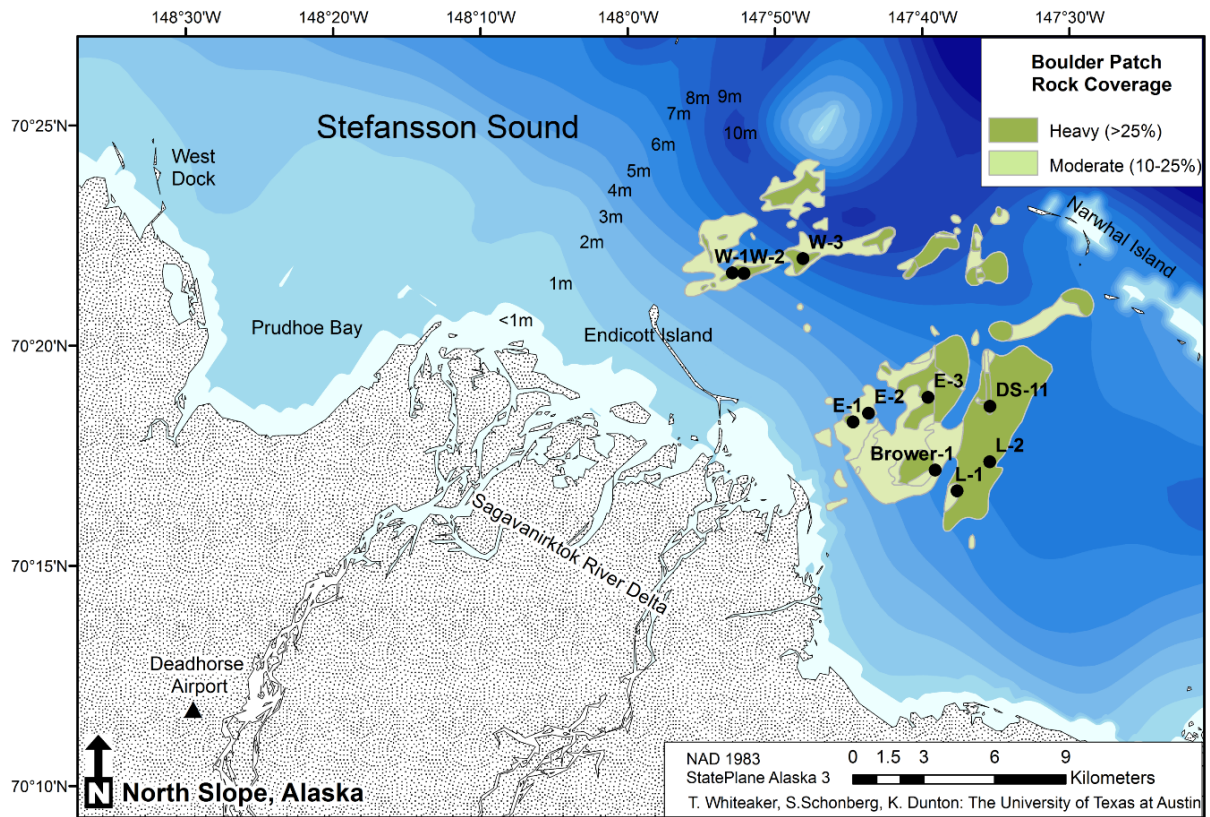 148°30'W
148°20'W
148°10'W
148°0'W
147°50'W
147°40'W
147°30'W
Boulder Patch
Rock Coverage
Heavy (>25%)
Moderate (10-25%)
70°25'N
70°20'N
70°15'N
70°10'N
Stefansson Sound
West
Dock
8m
9m
7m
10m
6m
5m
4m
3m
2m
1m
<1m
Narwhal Island
W-1
W-2
W-3
Prudhoe Bay
Endicott Island
E-1
E-2
E-3
DS-11
Brower-1
L-2
L-1
Sagavanirktok River Delta
Deadhorse
Airport
N
North Slope, Alaska
NAD 1983
StatePlane Alaska 3
0 1.5 3 6 9
Kilometers
T. Whiteaker, S.Schonberg, K. Dunton: The University of Texas at Austin